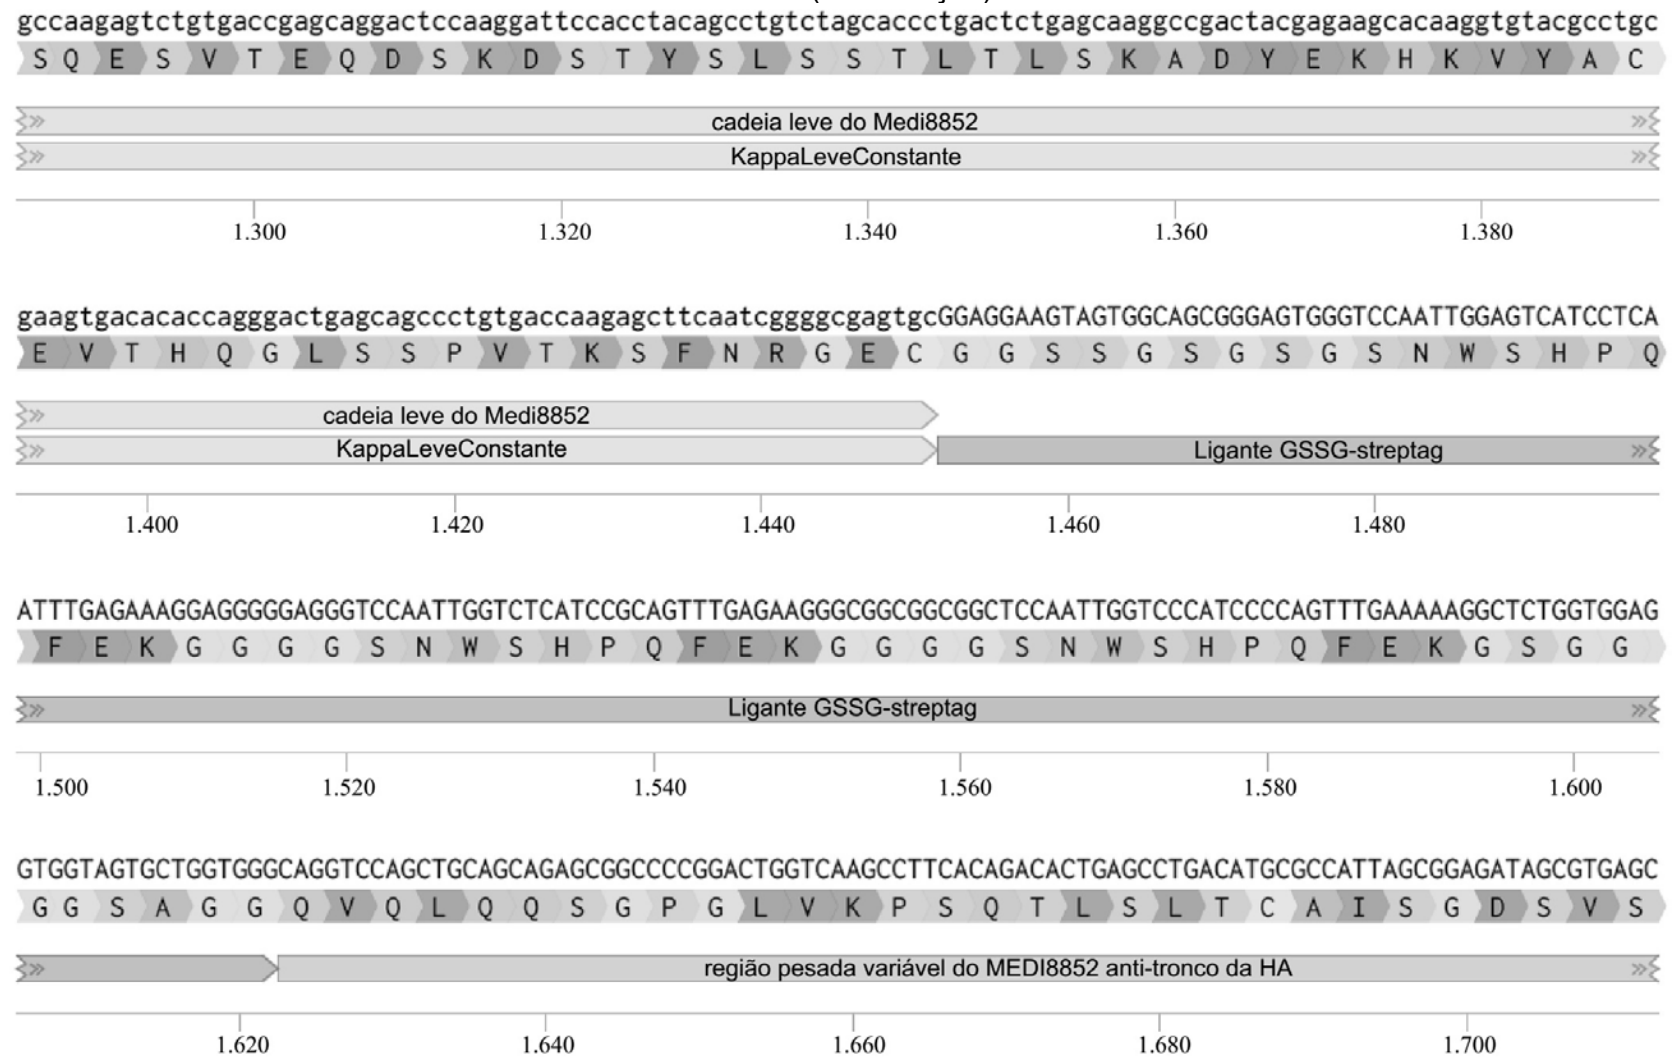 gccaagagtctgtgaccgagcaggactccaaggattccacctacagcctgtctagcaccctgactctgagcaaggccgactacgagaagcacaaggtgtacgcctgc
S Q E S V T E Q D S K D S T Y S L S S T L T L S K A D Y E K H K V Y A C
cadeia leve do Medi8852
KappaLeveConstante
1.300 1.320 1.340 1.360 1.380
gaagtgacacaccagggactgagcagccctgtgaccaagagcttcaatcggggcgagtgcGGAGGAAGTAGTGGCAGCGGGAGTGGGTCCAATTGGAGTCATCCTCA
E V T H Q G L S S P V T K S F N R G E C G G S S G S G S G S N W S H P Q
cadeia leve do Medi8852
KappaLeveConstante Ligante GSSG-streptag
1.400 1.420 1.440 1.460 1.480
ATTTGAGAAAGGAGGGGGAGGGTCCAATTGGTCTCATCCGCAGTTTGAGAAGGGCGGCGGCGGCTCCAATTGGTCCCATCCCCAGTTTGAAAAAGGCTCTGGTGGAG
F E K G G G G S N W S H P Q F E K G G G G S N W S H P Q F E K G S G G
Ligante GSSG-streptag
1.500 1.520 1.540 1.560 1.580 1.600
GTGGTAGTGCTGGTGGGCAGGTCCAGCTGCAGCAGAGCGGCCCCGGACTGGTCAAGCCTTCACAGACACTGAGCCTGACATGCGCCATTAGCGGAGATAGCGTGAGC
G G S A G G Q V Q L Q Q S G P G L V K P S Q T L S L T C A I S G D S V S
região pesada variável do MEDI8852 anti-tronco da HA
1.620 1.640 1.660 1.680 1.700